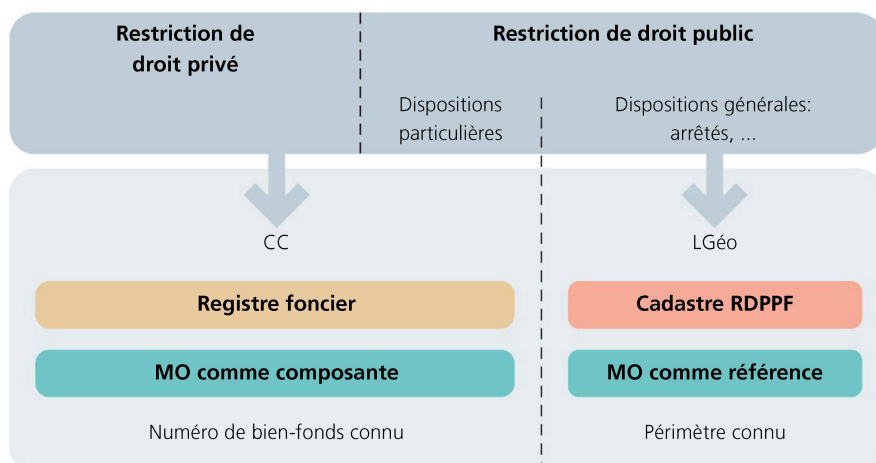 Restriction de
droit privé
Restriction de droit public
Dispositions
particulières
Dispositions générales:
arrêtés, ...
CC
LGéo
Registre foncier
Cadastre RDPPF
MO comme composante
MO comme référence
Numéro de bien-fonds connu
Périmètre connu